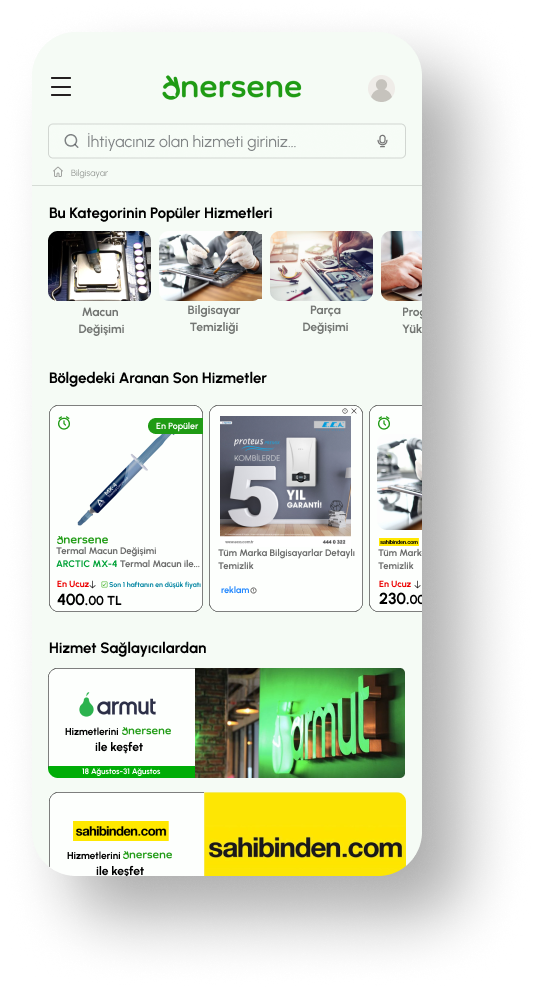 önersene
İhtiyacınız olan hizmeti giriniz...
Bilgisayar
Bu Kategorinin Popüler Hizmetleri
Macun
Değişimi
Bilgisayar
Temizliği
Parça
Değişimi
Prog
Yük
Bölgedeki Aranan Son Hizmetler
En Popüler
MX-4
önersene
Termal Macun Değişimi
ARCTIC MX-4 Termal Macun ile...
En Ucuz↓
Son 1 haftanın en düşük fiyatı
400.00 TL
proteus
E.C.A.
KOMBİLERDE
5 YIL
GARANTİ!
444 0 322
Tüm Marka Bilgisayarlar Detaylı
Temizlik
reklam
sahibinden.com
Tüm Mark
Temizlik
En Ucuz ↓
230.00
Hizmet Sağlayıcılardan
armut
Hizmetlerini önersene
ile keşfet
18 Ağustos-31 Ağustos
armut
sahibinden.com
Hizmetlerini önersene
ile keşfet
sahibinden.com